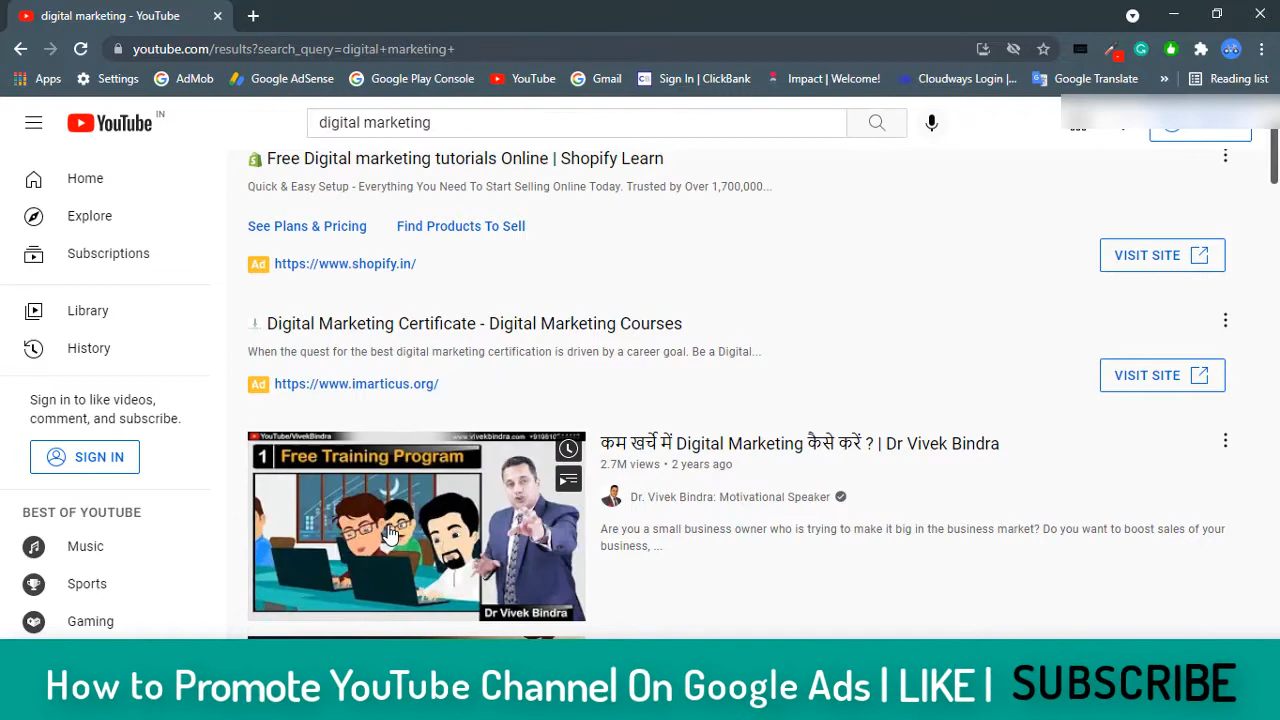 digital marketing - YouTube
youtube.com/results?search_query=digital+marketing+
Apps Settings AdMob Google AdSense Google Play Console YouTube Gmail Sign In | ClickBank Impact | Welcome! Cloudways Login |... Google Translate » Reading list
YouTube IN
digital marketing
Home
Explore
Subscriptions
Library
History
Sign in to like videos,
comment, and subscribe.
SIGN IN
BEST OF YOUTUBE
Music
Sports
Gaming
Free Digital marketing tutorials Online | Shopify Learn
Quick & Easy Setup - Everything You Need To Start Selling Online Today. Trusted by Over 1,700,000...
See Plans & Pricing Find Products To Sell
Ad https://www.shopify.in/
VISIT SITE
Digital Marketing Certificate - Digital Marketing Courses
When the quest for the best digital marketing certification is driven by a career goal. Be a Digital...
Ad https://www.imarticus.org/
VISIT SITE
YouTube/VivekBindra www.vivekbindra.com
1 Free Training Program
Dr Vivek Bindra
कम खर्चे में Digital Marketing कैसे करें ? | Dr Vivek Bindra
2.7M views • 2 years ago
Dr. Vivek Bindra: Motivational Speaker
Are you a small business owner who is trying to make it big in the business market? Do you want to boost sales of your
business, ...
How to Promote YouTube Channel On Google Ads | LIKE | SUBSCRIBE